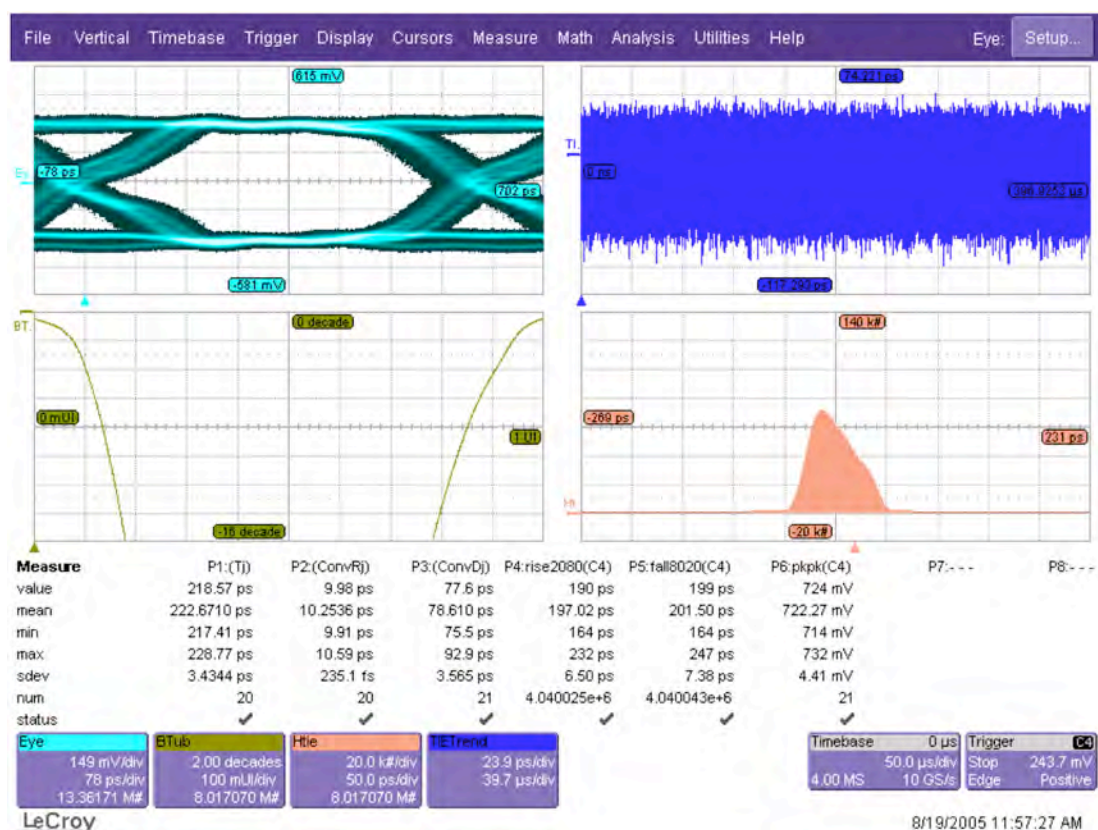 File Vertical Timebase Trigger Display Cursors Measure Math Analysis Utilities Help Eye: Setup...
615 mV
-78 ps
702 ps
-581 mV
74.221 ps
TI.
0 ps
-117.293 ps
BT.
0 decade
0 mUI
1 UI
-16 decade
140 k#
-269 ps
231 ps
Ht.
-20 k#
Measure P1:(Tj) P2:(ConvRj) P3:(ConvDj) P4:rise2080(C4) P5:fall8020(C4) P6:pkpk(C4) P7:- - - P8:- - -
value 218.57 ps 9.98 ps 77.6 ps 190 ps 199 ps 724 mV
mean 222.6710 ps 10.2536 ps 78.610 ps 197.02 ps 201.50 ps 722.27 mV
min 217.41 ps 9.91 ps 75.5 ps 164 ps 164 ps 714 mV
max 228.77 ps 10.59 ps 92.9 ps 232 ps 247 ps 732 mV
sdev 3.4344 ps 235.1 fs 3.565 ps 6.50 ps 7.38 ps 4.41 mV
num 20 20 21 4.040025e+6 4.040043e+6 21
status ✔ ✔ ✔ ✔ ✔ ✔
Eye
149 mV/div
78 ps/div
13.36171 M#
BTub
2.00 decades
100 mUI/div
8.017070 M#
Htie
20.0 k#/div
50.0 ps/div
8.017070 M#
TIETrend
23.9 ps/div
39.7 µs/div
Timebase 0 µs
50.0 µs/div
4.00 MS 10 GS/s
Trigger C4
Stop 243.7 mV
Edge Positive
LeCroy
8/19/2005 11:57:27 AM